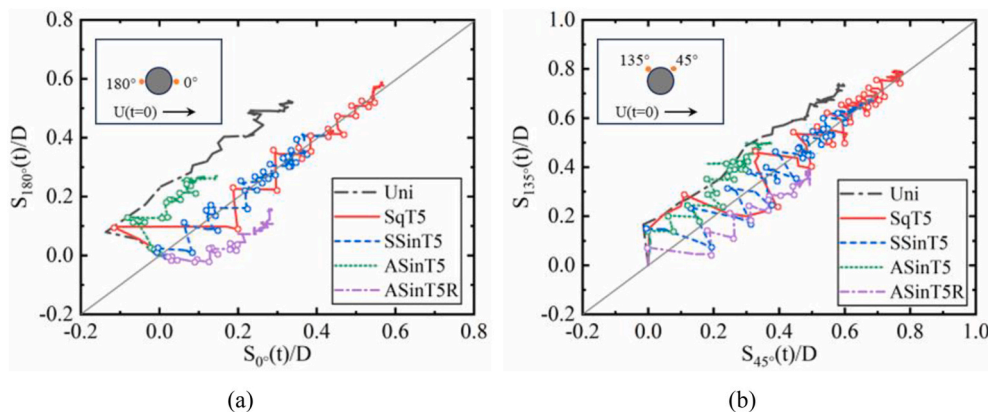 (a)
0.8
0.6
0.4
0.2
0.0
-0.2
S180°(t)/D
180°
0°
U(t=0)
Uni
SqT5
SSinT5
ASinT5
ASinT5R
-0.2 0.0 0.2 0.4 0.6 0.8
S0°(t)/D
(a)
(b)
1.0
0.8
0.6
0.4
0.2
0.0
-0.2
S135°(t)/D
135°
45°
U(t=0)
Uni
SqT5
SSinT5
ASinT5
ASinT5R
-0.2 0.0 0.2 0.4 0.6 0.8 1.0
S45°(t)/D
(b)